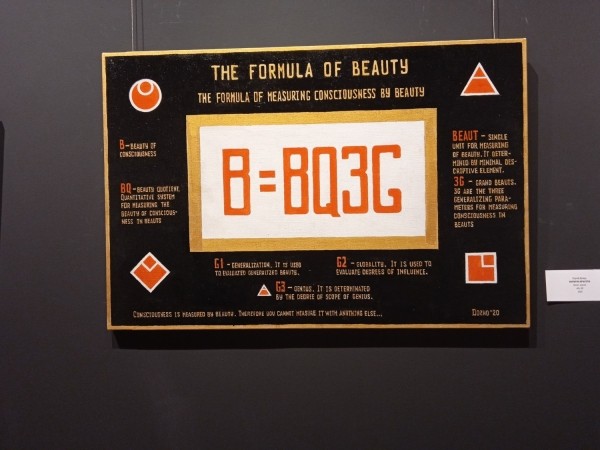 THE FORMULA OF BEAUTY
THE FORMULA OF MEASURING CONSCIOUSNESS BY BEAUTY
B=BQ3G
B - BEAUTY OF
CONSCIOUSNESS
BQ - BEAUTY QUOTIENT.
QUANTITATIVE SYSTEM
FOR MEASURING THE
BEAUTY OF CONSCIOUS-
NESS IN BEAUTS
BEAUT - SINGLE
UNIT FOR MEASURING
OF BEAUTY. IT DETER-
MINED BY MINIMAL DES-
CRIPTIVE ELEMENT.
3G - GRAND BEAUTS.
3G ARE THE THREE
GENERALIZING PARA-
METERS FOR MEASURING
CONSCIOUSNESS IN
BEAUTS
G1 - GENERALIZATION. IT IS USED
TO EVALUATED GENERALIZED BEAUTS.
G2 - GLOBALITY. IT IS USED TO
EVALUATE DEGREES OF INFLUENCE.
G3 - GENIUS. IT IS DETERMINATED
BY THE DEGREE OF SCOPE OF GENIUS.
CONSCIOUSNESS IS MEASURED BY BEAUTY. THEREFORE YOU CANNOT MEASURE IT WITH ANYTHING ELSE...
'20